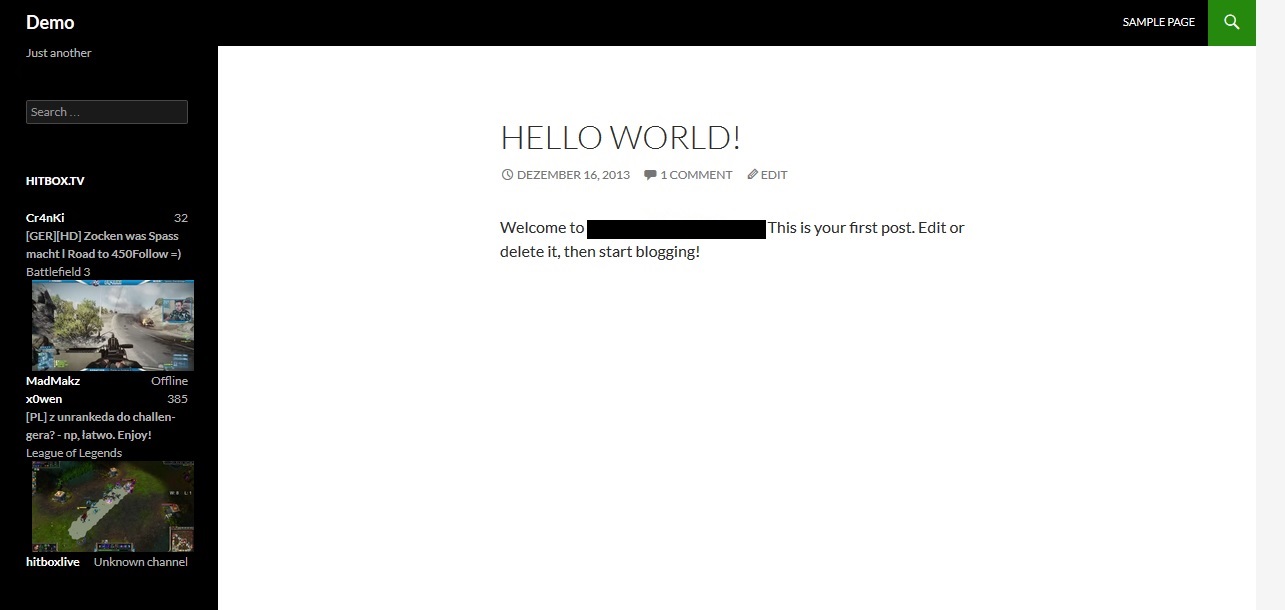 Demo
SAMPLE PAGE
Just another
Search ...
HITBOX.TV
Cr4nKi 32
[GER][HD] Zocken was Spass
macht l Road to 450Follow =)
Battlefield 3
MadMakz Offline
x0wen 385
[PL] z unrankeda do challen-
gera? - np, łatwo. Enjoy!
League of Legends
hitboxlive Unknown channel
HELLO WORLD!
DEZEMBER 16, 2013 1 COMMENT EDIT
Welcome to This is your first post. Edit or
delete it, then start blogging!